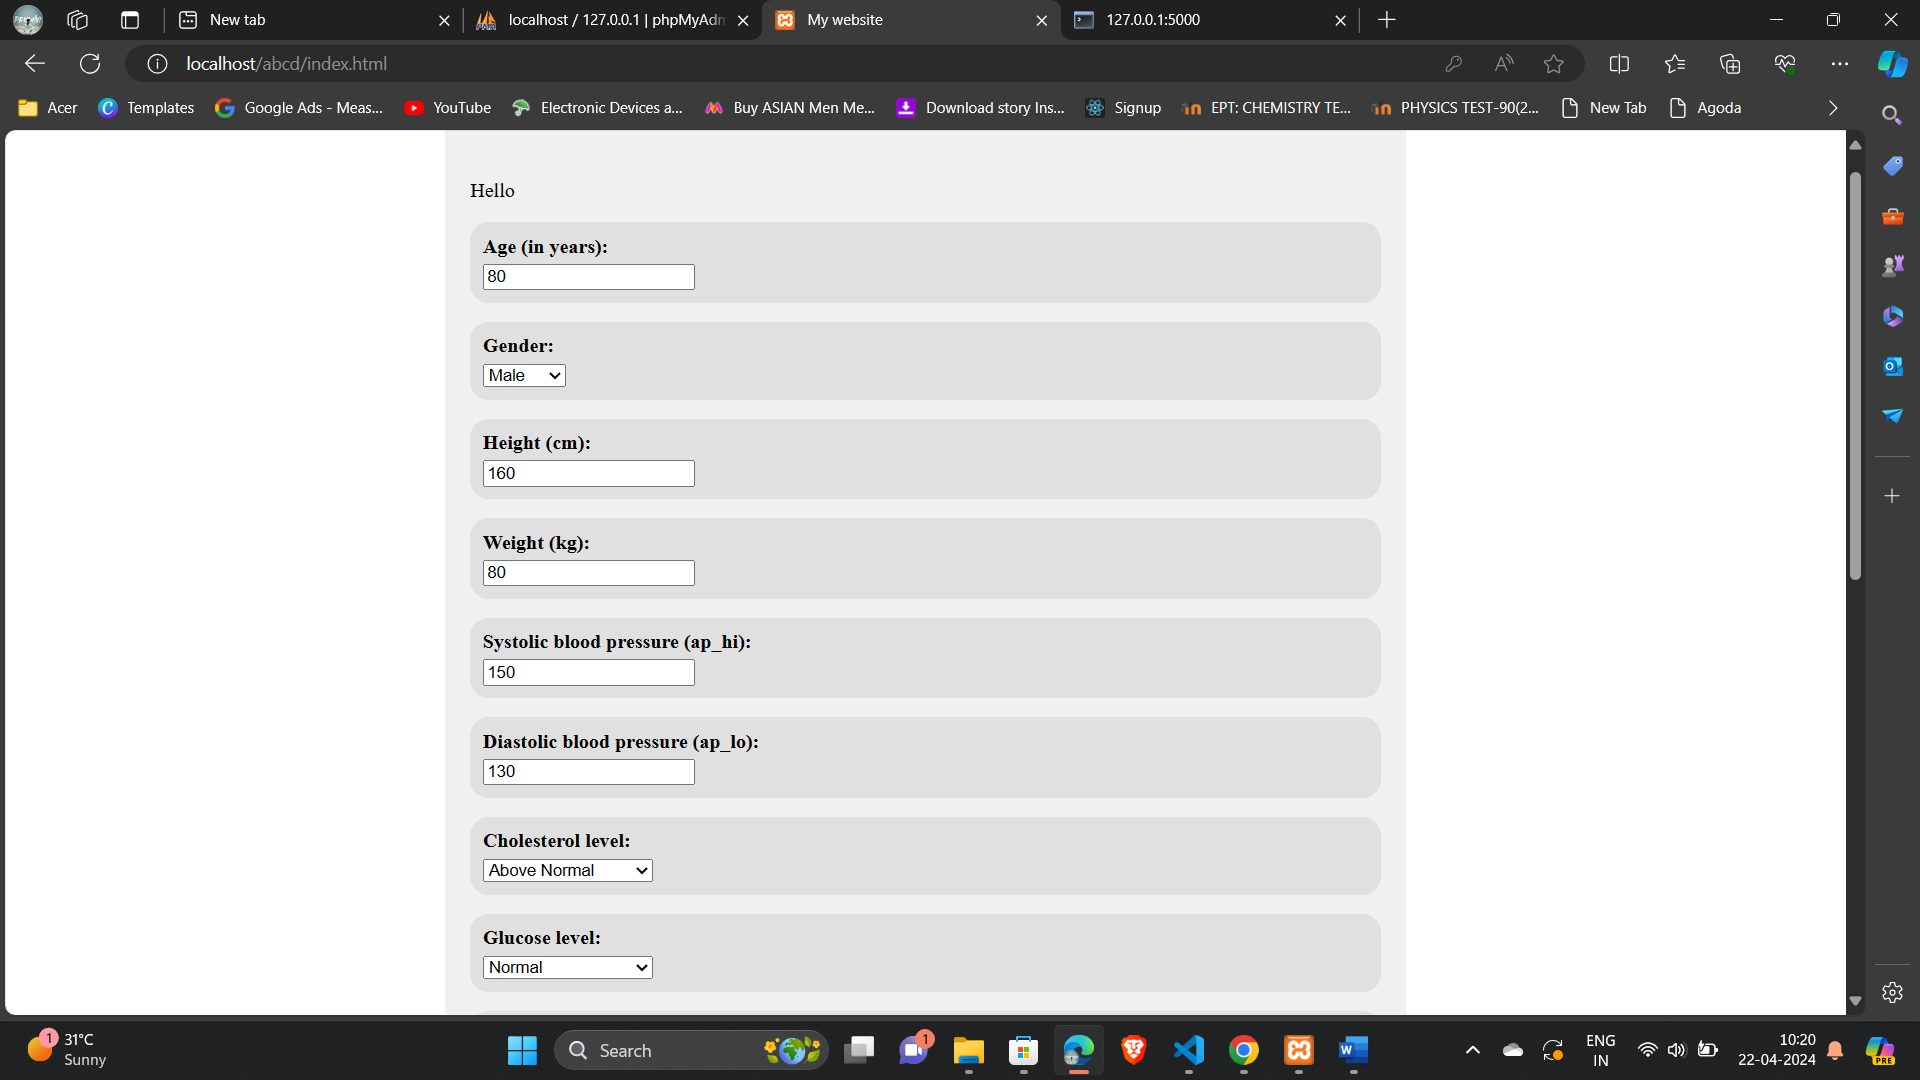 New tab
localhost / 127.0.0.1 | phpMyAdm
My website
127.0.0.1:5000
localhost/abcd/index.html
Acer
Templates
Google Ads - Meas...
YouTube
Electronic Devices a...
Buy ASIAN Men Me...
Download story Ins...
Signup
EPT: CHEMISTRY TE...
PHYSICS TEST-90(2...
New Tab
Agoda
Hello
Age (in years):
80
Gender:
Male
Height (cm):
160
Weight (kg):
80
Systolic blood pressure (ap_hi):
150
Diastolic blood pressure (ap_lo):
130
Cholesterol level:
Above Normal
Glucose level:
Normal
1
31°C
Sunny
Search
1
ENG
IN
10:20
22-04-2024
PRE